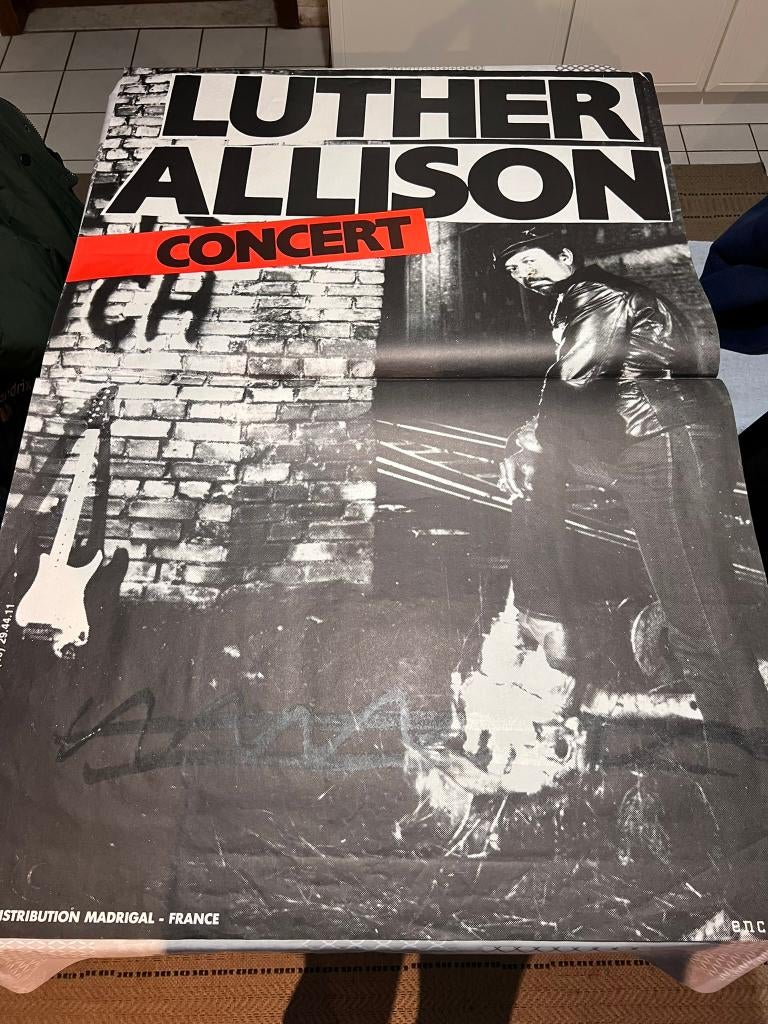 LUTHER
ALLISON
CONCERT
CH
29.44.11
ISTRIBUTION MADRIGAL - FRANCE
enc